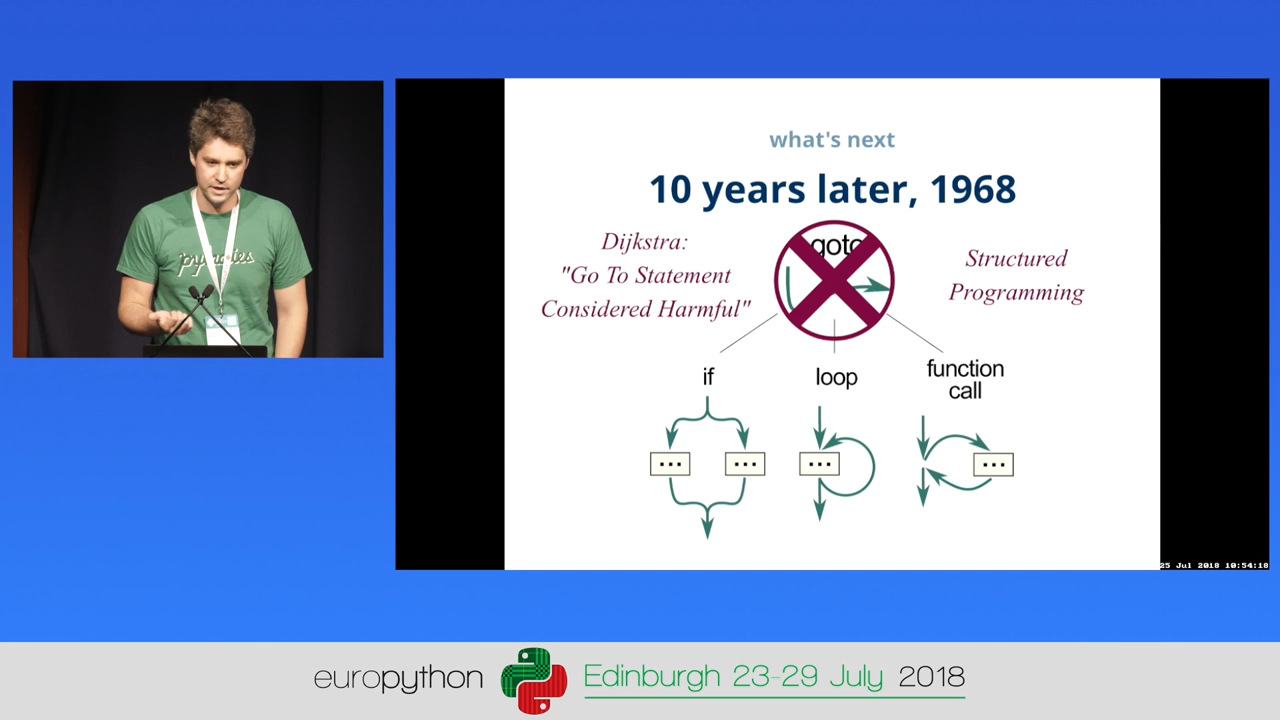 what's next
10 years later, 1968
Dijkstra:
"Go To Statement
Considered Harmful"
goto
Structured
Programming
if
loop
function
call
...
...
...
...
25 Jul 2018 10:54:18
europython
Edinburgh 23-29 July 2018